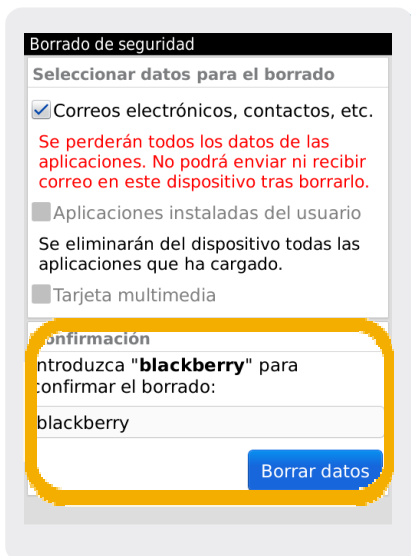 Borrado de seguridad
Seleccionar datos para el borrado
Correos electrónicos, contactos, etc.
Se perderán todos los datos de las
aplicaciones. No podrá enviar ni recibir
correo en este dispositivo tras borrarlo.
Aplicaciones instaladas del usuario
Se eliminarán del dispositivo todas las
aplicaciones que ha cargado.
Tarjeta multimedia
Confirmación
Introduzca "blackberry" para
confirmar el borrado:
blackberry
Borrar datos